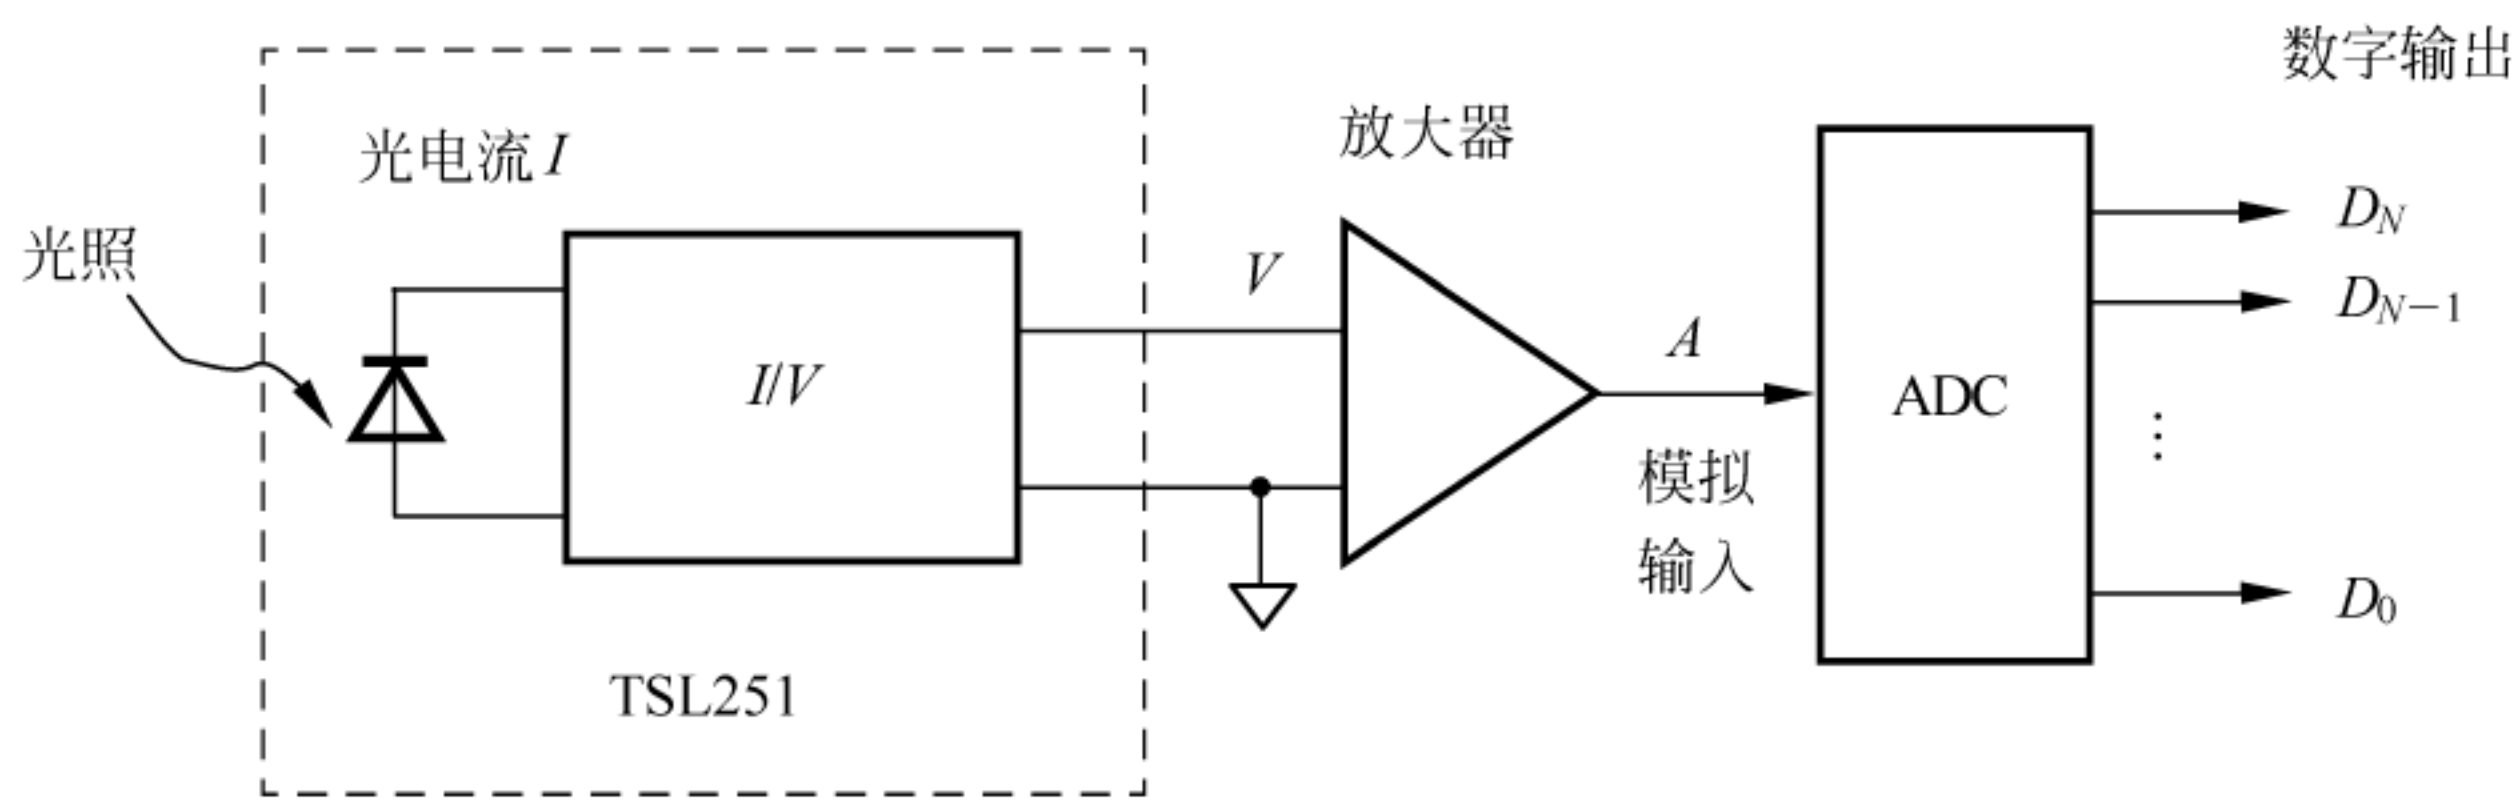 数字输出
放大器
光电流 I
D_N
光照
V
D_{N-1}
A
I/V
ADC
⋮
模拟
输入
D_0
TSL251